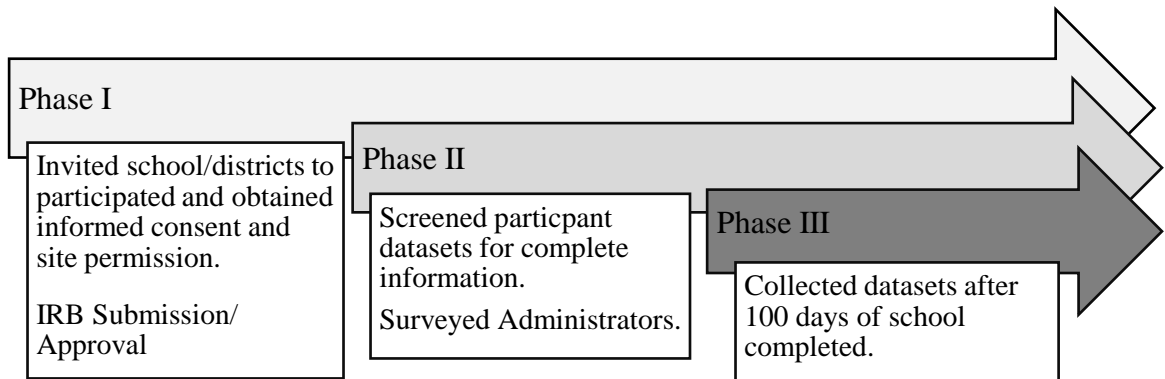 Phase I
Invited school/districts to
participated and obtained
informed consent and
site permission.
IRB Submission/
Approval
Phase II
Screened particpant
datasets for complete
information.
Surveyed Administrators.
Phase III
Collected datasets after
100 days of school
completed.